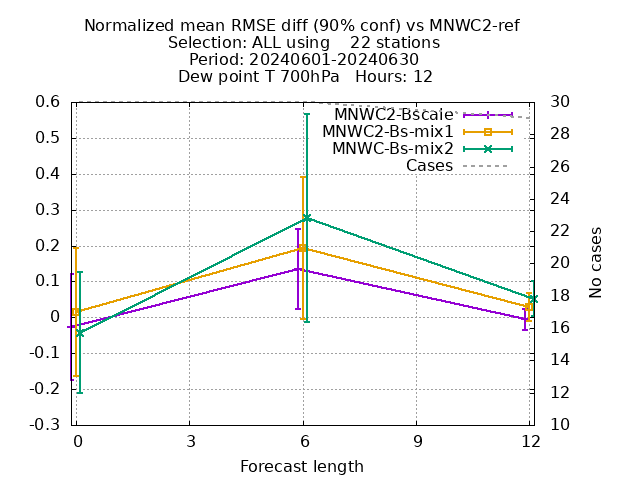 Normalized mean RMSE diff (90% conf) vs MNWC2-ref
Selection: ALL using    22 stations
Period: 20240601-20240630
Dew point T 700hPa   Hours: 12
MNWC2-Bscale
MNWC2-Bs-mix1
MNWC-Bs-mix2
Cases
0.6
0.5
0.4
0.3
0.2
0.1
0
-0.1
-0.2
-0.3
30
28
26
24
22
20
18
16
14
12
10
No cases
0
3
6
9
12
Forecast length